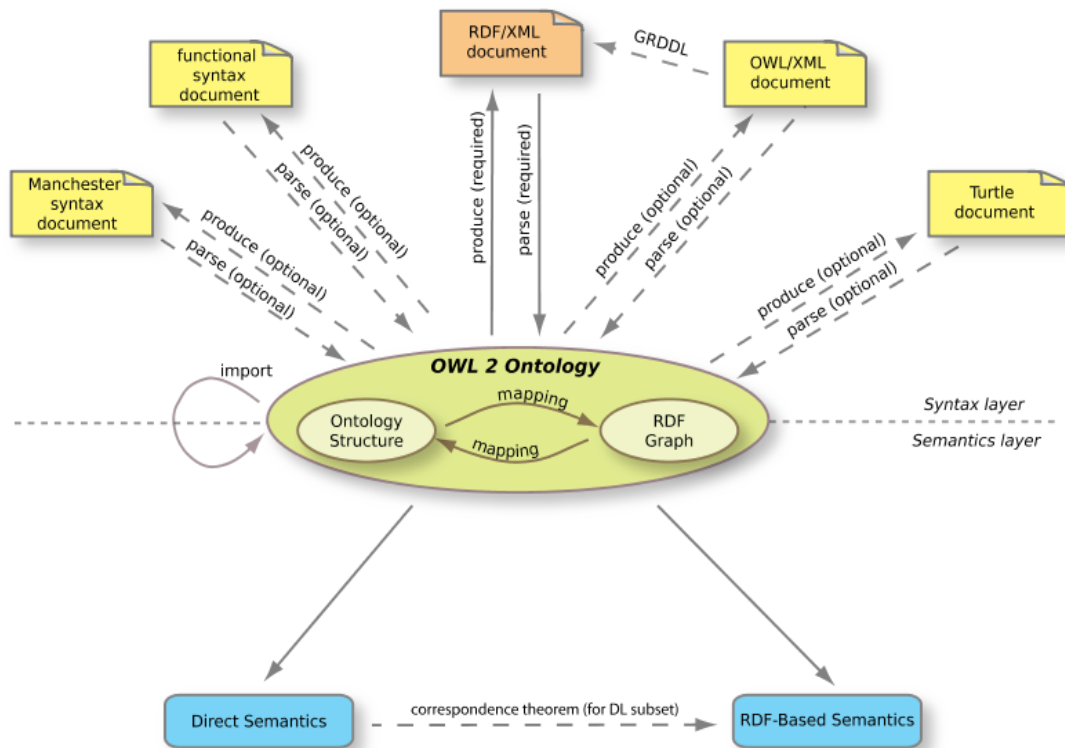 RDF/XML
document
GRDDL
functional
syntax
document
OWL/XML
document
Manchester
syntax
document
Turtle
document
produce (optional)
parse (optional)
produce (optional)
parse (optional)
produce (required)
parse (required)
produce (optional)
parse (optional)
produce (optional)
parse (optional)
import
OWL 2 Ontology
mapping
Ontology
Structure
RDF
Graph
mapping
Syntax layer
Semantics layer
Direct Semantics
correspondence theorem (for DL subset)
RDF-Based Semantics